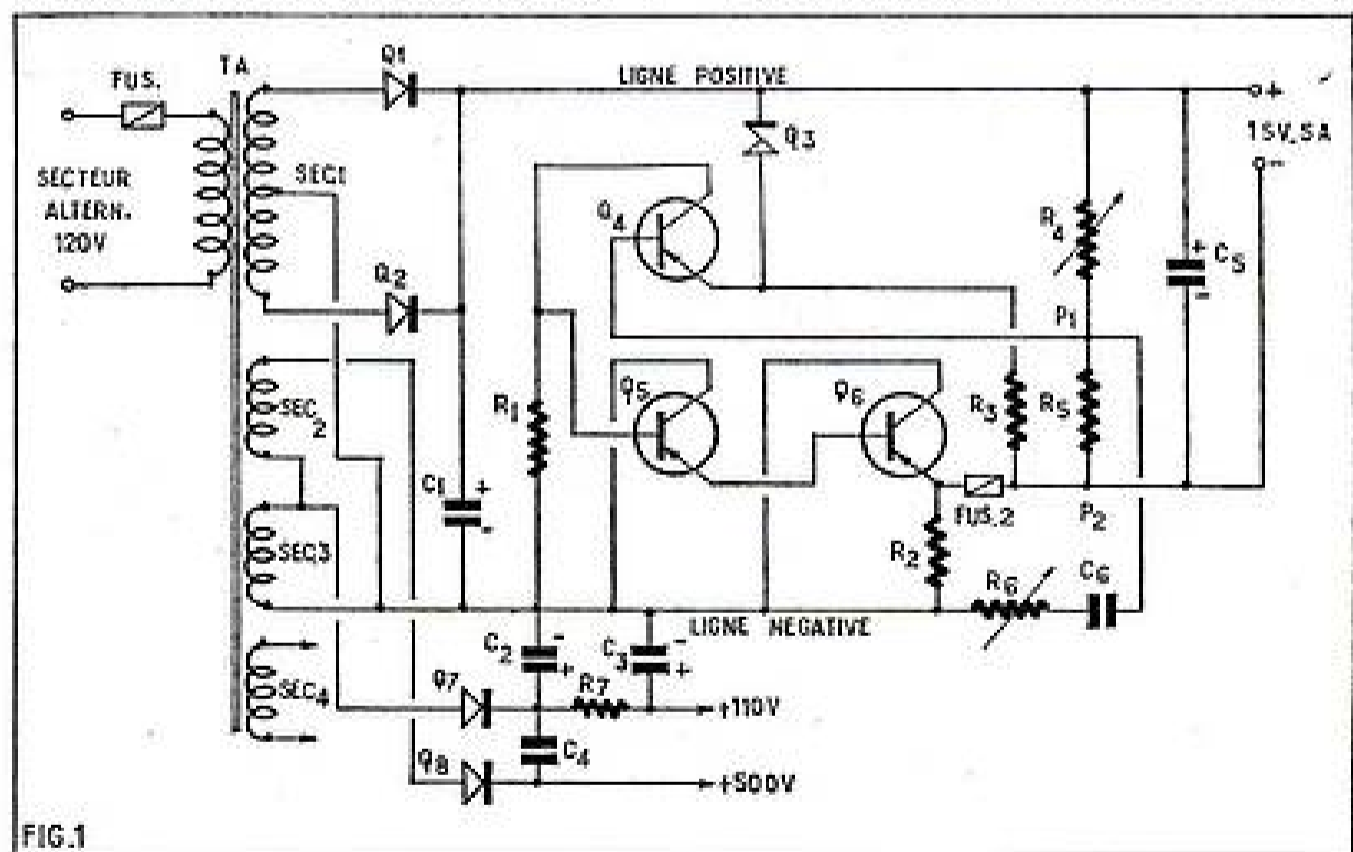 FUS.
TA
Q1
LIGNE POSITIVE
+
15V_5A
-
Q3
SECTEUR
ALTERN.
120V
SEC1
Q4
R4
C5
+
-
Q2
P1
SEC2
R1
Q5
Q6
R3
R5
C1
+
-
FUS.2
P2
SEC3
R2
R6
C6
LIGNE NEGATIVE
C2
-
+
C3
-
+
SEC4
Q7
R7
+110V
C4
Q8
+500V
FIG.1